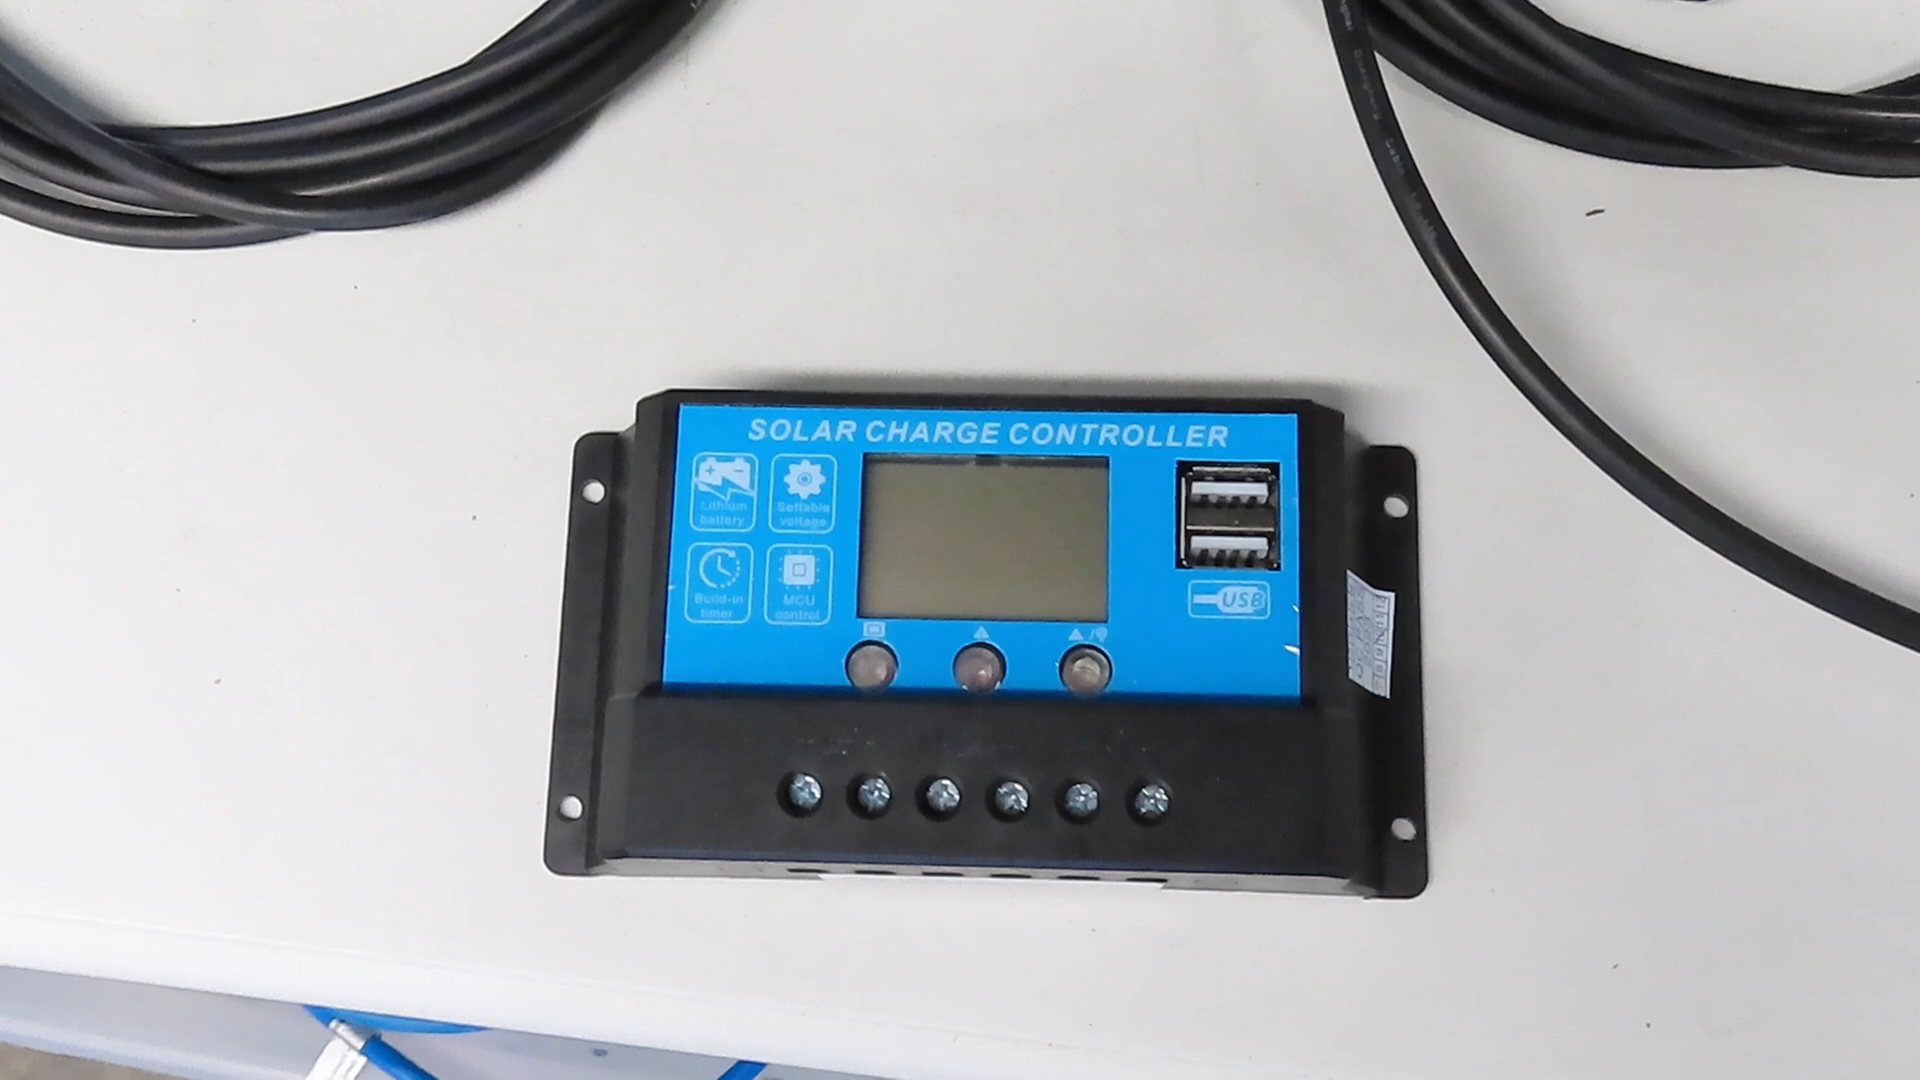 SOLAR CHARGE CONTROLLER
Lithium
battery
Settable
voltage
Build-in
timer
MCU
control
USB